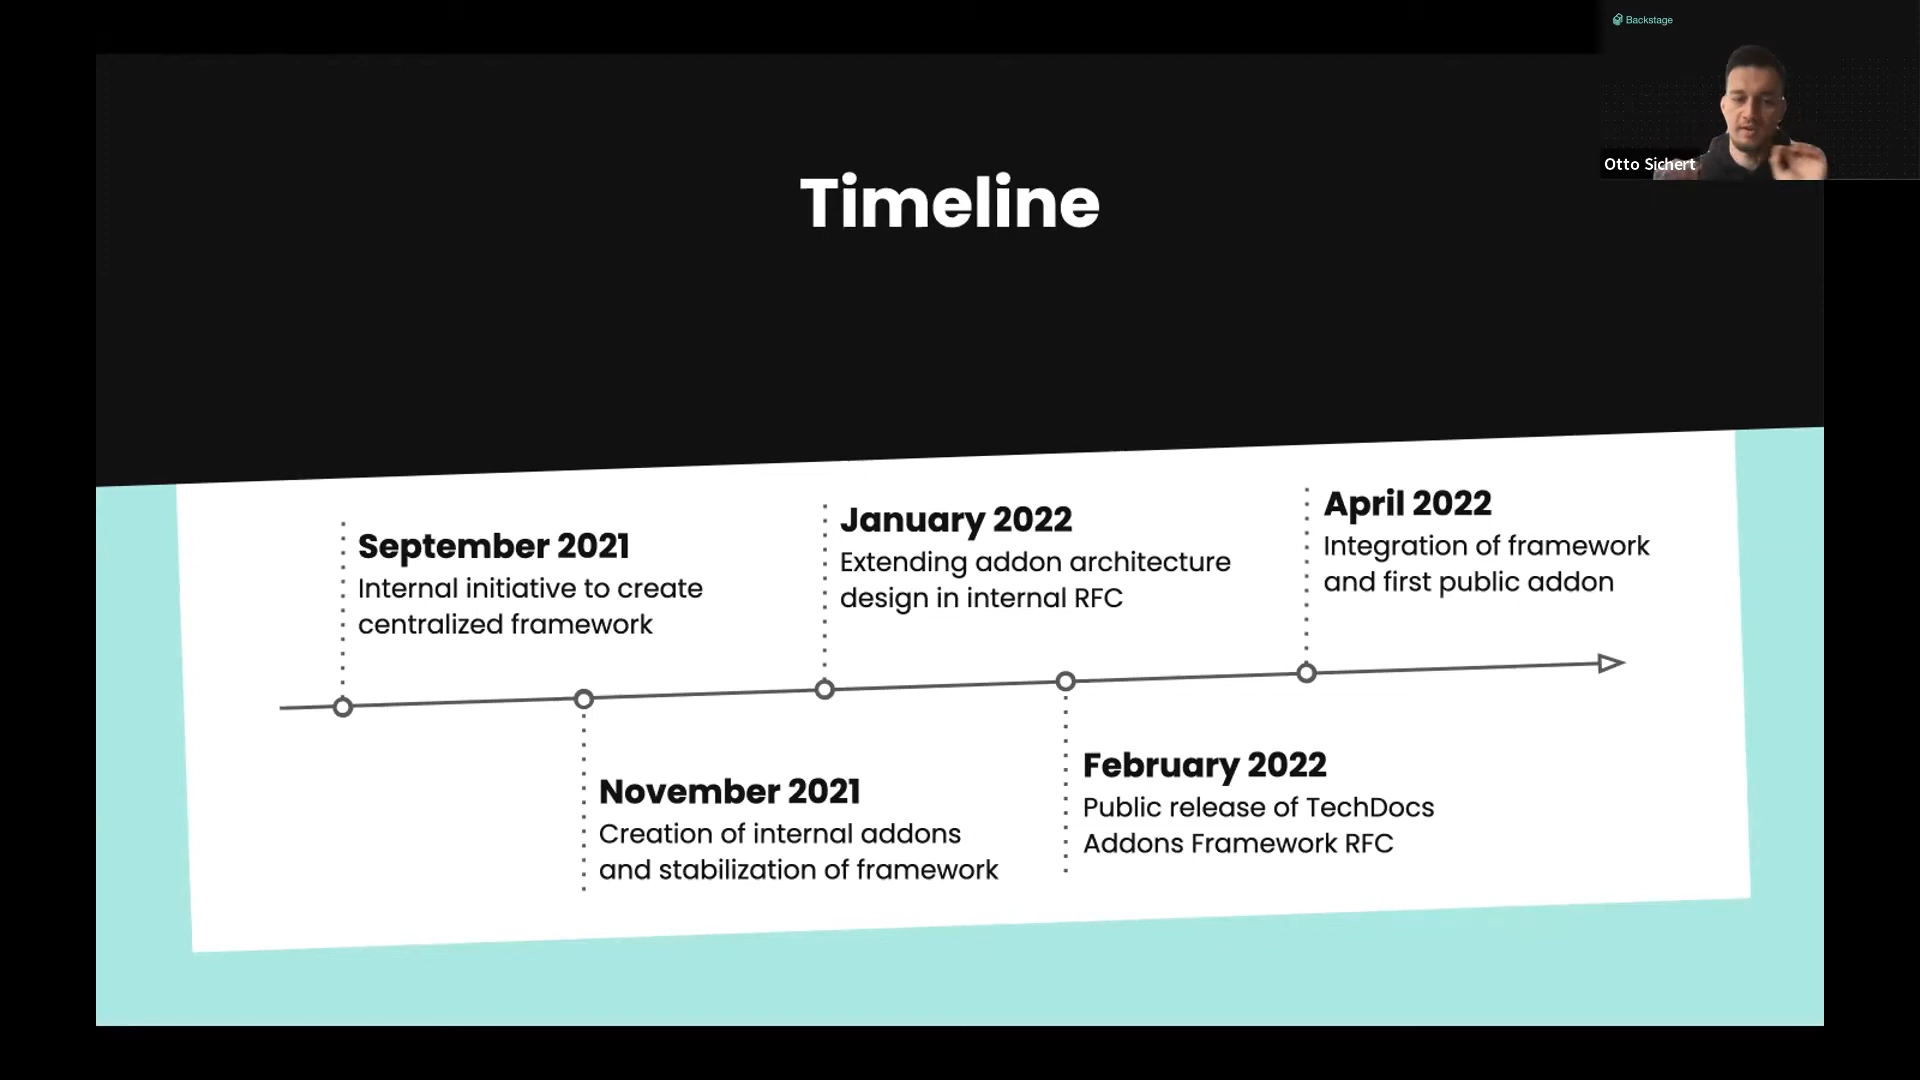 Backstage
Otto Sichert
Timeline
September 2021
Internal initiative to create
centralized framework
November 2021
Creation of internal addons
and stabilization of framework
January 2022
Extending addon architecture
design in internal RFC
February 2022
Public release of TechDocs
Addons Framework RFC
April 2022
Integration of framework
and first public addon